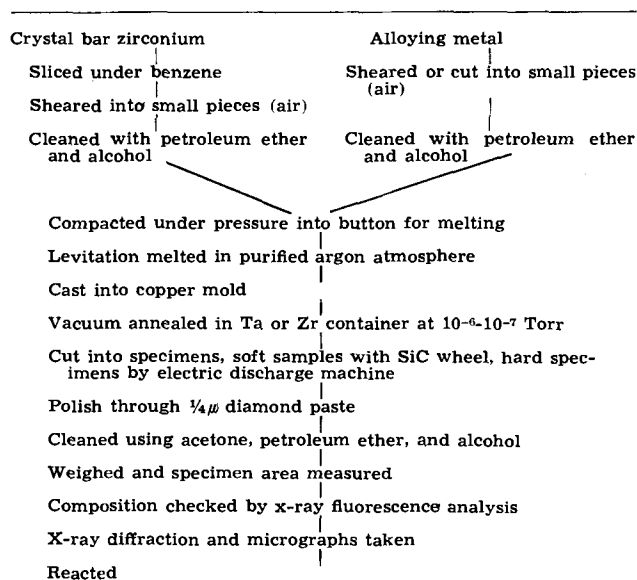 Crystal bar zirconium
Alloying metal
Sliced under benzene
Sheared or cut into small pieces
(air)
Sheared into small pieces (air)
Cleaned with petroleum ether
and alcohol
Cleaned with petroleum ether
and alcohol
Compacted under pressure into button for melting
Levitation melted in purified argon atmosphere
Cast into copper mold
Vacuum annealed in Ta or Zr container at 10⁻⁶-10⁻⁷ Torr
Cut into specimens, soft samples with SiC wheel, hard spec-
imens by electric discharge machine
Polish through ¼μ diamond paste
Cleaned using acetone, petroleum ether, and alcohol
Weighed and specimen area measured
Composition checked by x-ray fluorescence analysis
X-ray diffraction and micrographs taken
Reacted